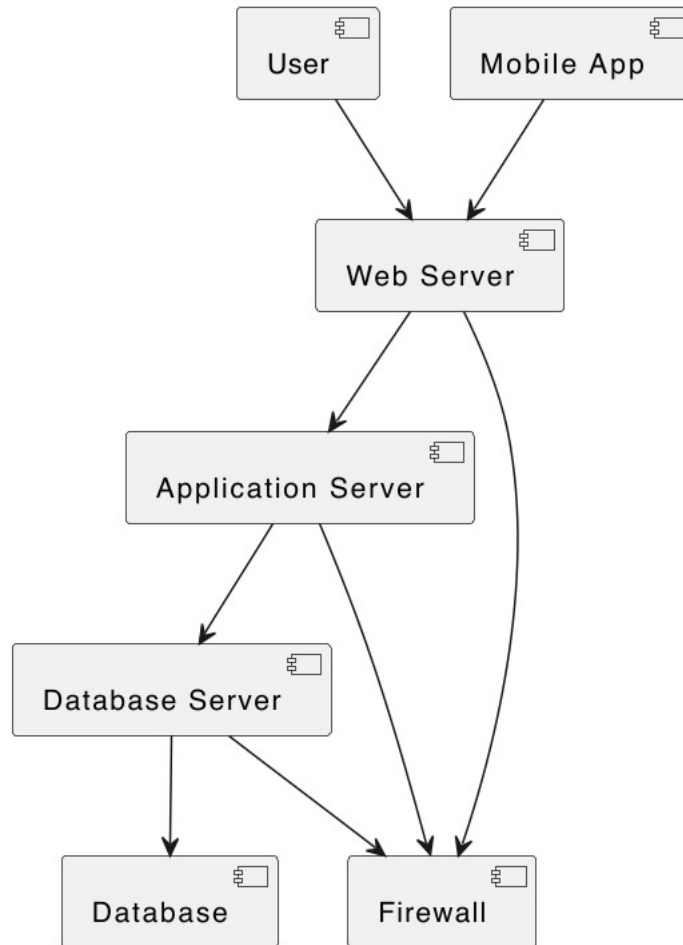 User
Mobile App
Web Server
Application Server
Database Server
Database
Firewall